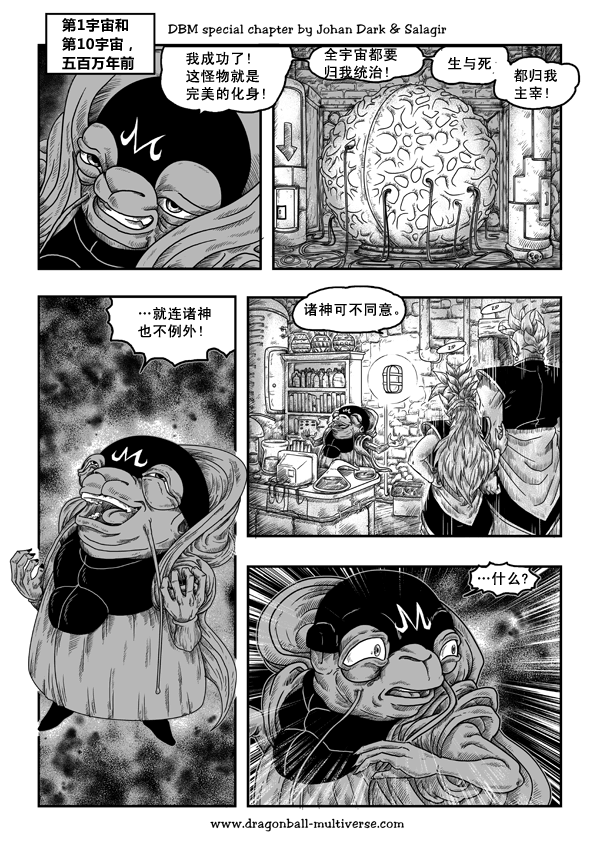 DBM special chapter by Johan Dark & Salagir
第1宇宙和
第10宇宙，
五百万年前
我成功了！
这怪物就是
完美的化身！
全宇宙都要
归我统治！
生与死，
都归我
主宰！
…就连诸神
也不例外！
诸神可不同意。
…什么？
www.dragonball-multiverse.com